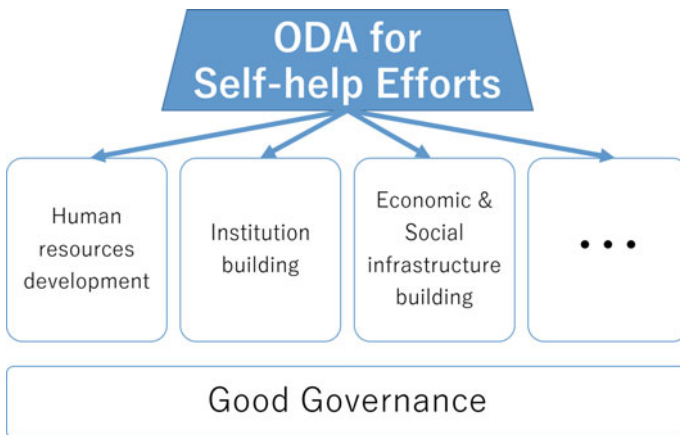 ODA for
Self-help Efforts
Human
resources
development
Institution
building
Economic &
Social
infrastructure
building
• • •
Good Governance